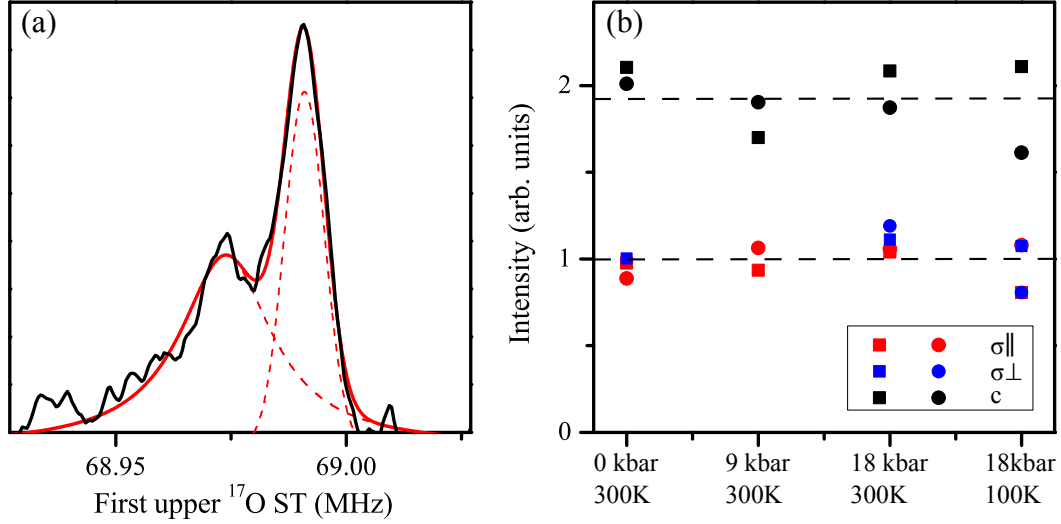 (a)
68.95 69.00
First upper ¹⁷O ST (MHz)
(b)
Intensity (arb. units)
2
1
0
σ∥
σ⊥
c
0 kbar 9 kbar 18 kbar 18kbar
300K 300K 300K 100K